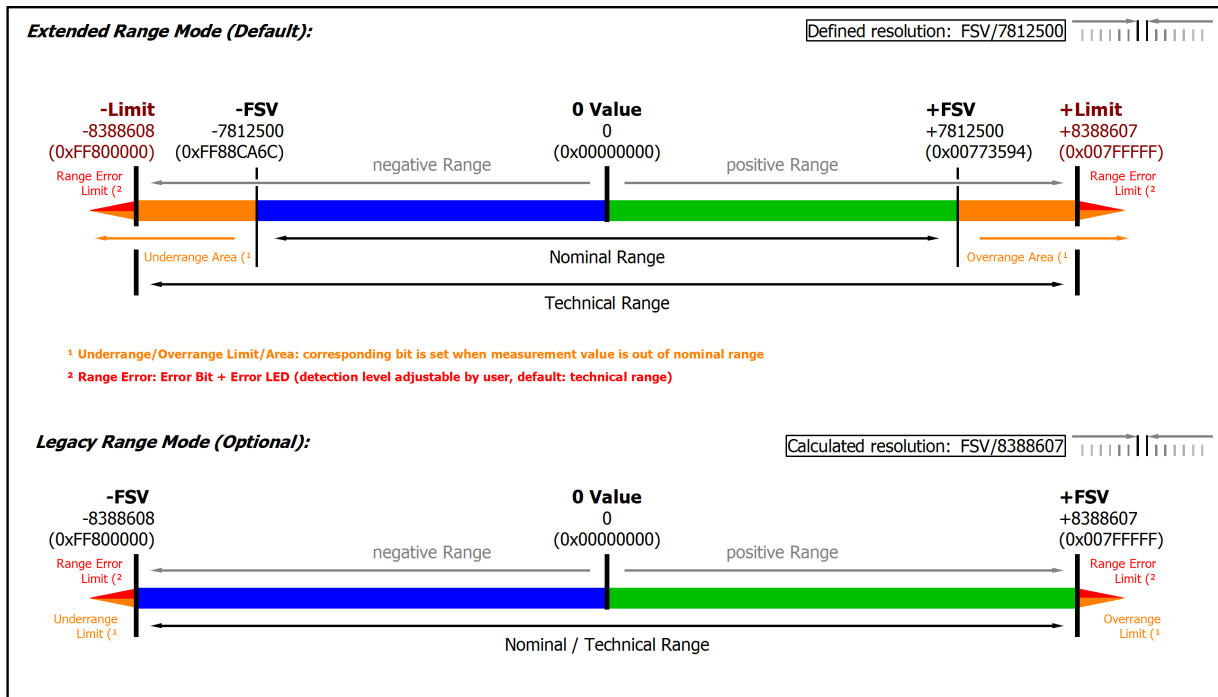 Extended Range Mode (Default):
Defined resolution:  FSV/7812500
-Limit
-8388608
(0xFF800000)
-FSV
-7812500
(0xFF88CA6C)
0 Value
0
(0x00000000)
+FSV
+7812500
(0x00773594)
+Limit
+8388607
(0x007FFFFF)
negative Range
positive Range
Range Error
Limit (²
Range Error
Limit (²
Underrange Area (¹
Nominal Range
Overrange Area (¹
Technical Range
¹ Underrange/Overrange Limit/Area: corresponding bit is set when measurement value is out of nominal range
² Range Error: Error Bit + Error LED (detection level adjustable by user, default: technical range)
Legacy Range Mode (Optional):
Calculated resolution:  FSV/8388607
-FSV
-8388608
(0xFF800000)
0 Value
0
(0x00000000)
+FSV
+8388607
(0x007FFFFF)
negative Range
positive Range
Range Error
Limit (²
Range Error
Limit (²
Underrange
Limit (¹
Overrange
Limit (¹
Nominal / Technical Range